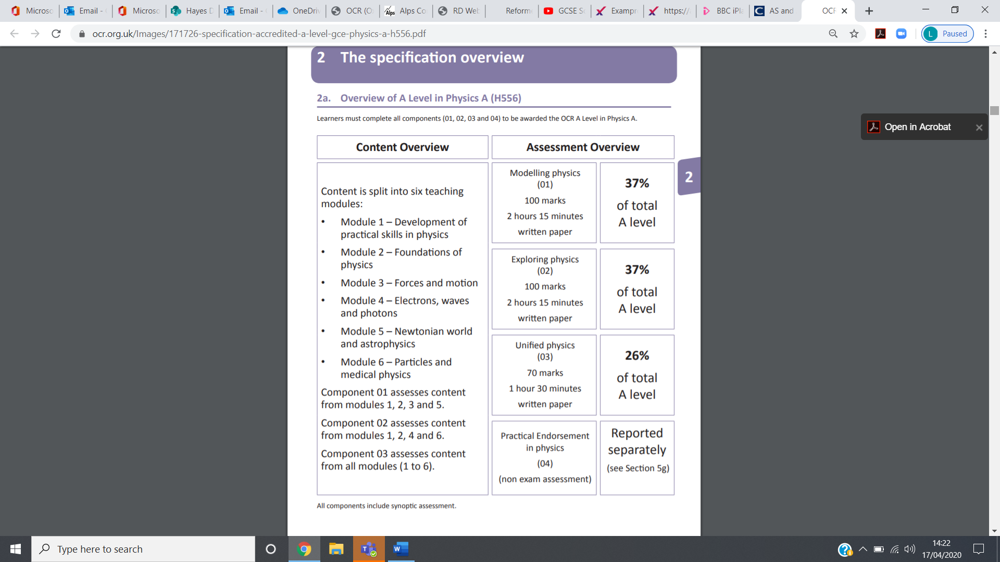 Microso
Email -
Microso
Hayes D
Email -
OneDriv
OCR (O
Alps
Alps Co
RD Web
Reforme
GCSE Sc
Exampr
https://
BBC iPla
AS and
OCR
ocr.org.uk/Images/171726-specification-accredited-a-level-gce-physics-a-h556.pdf
L Paused
2 The specification overview
2a. Overview of A Level in Physics A (H556)
Learners must complete all components (01, 02, 03 and 04) to be awarded the OCR A Level in Physics A.
Open in Acrobat
Content Overview
Content is split into six teaching
modules:
• Module 1 – Development of
practical skills in physics
• Module 2 – Foundations of
physics
• Module 3 – Forces and motion
• Module 4 – Electrons, waves
and photons
• Module 5 – Newtonian world
and astrophysics
• Module 6 – Particles and
medical physics
Component 01 assesses content
from modules 1, 2, 3 and 5.
Component 02 assesses content
from modules 1, 2, 4 and 6.
Component 03 assesses content
from all modules (1 to 6).
Assessment Overview
Modelling physics
(01)
100 marks
2 hours 15 minutes
written paper
37%
of total
A level
2
Exploring physics
(02)
100 marks
2 hours 15 minutes
written paper
37%
of total
A level
Unified physics
(03)
70 marks
1 hour 30 minutes
written paper
26%
of total
A level
Practical Endorsement
in physics
(04)
(non exam assessment)
Reported
separately
(see Section 5g)
All components include synoptic assessment.
Type here to search
14:22
17/04/2020